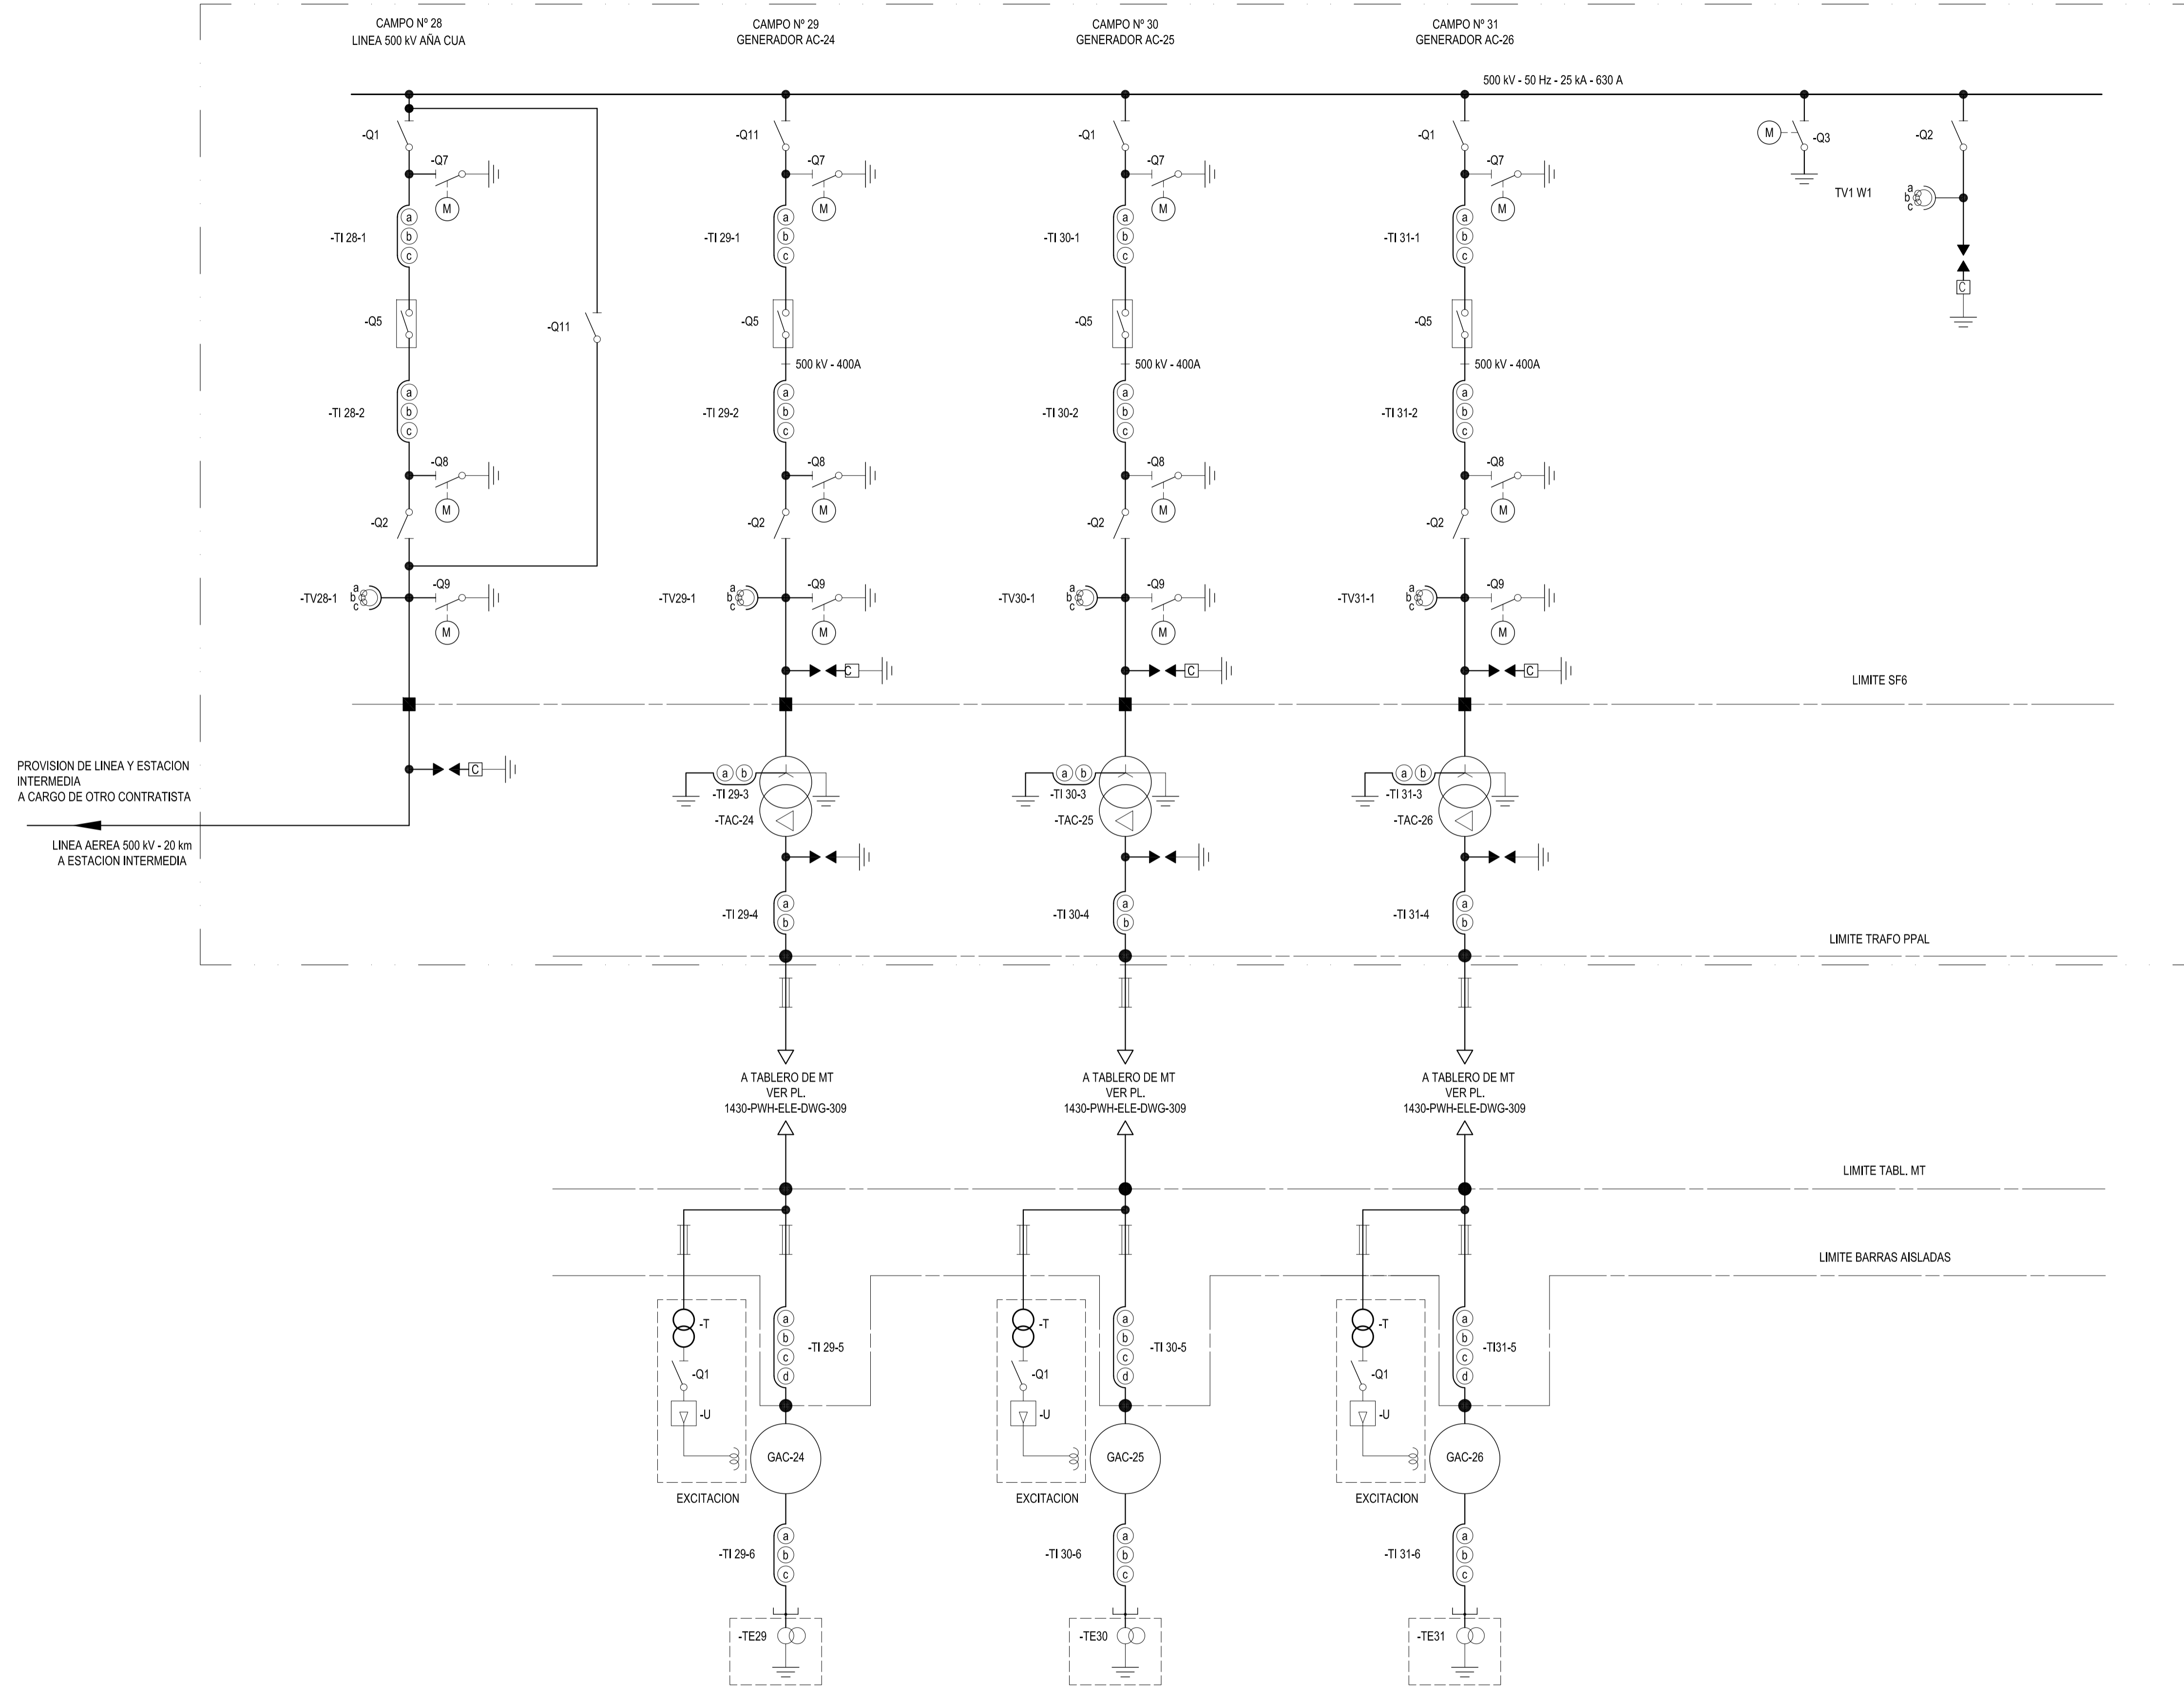 CAMPO Nº 28
LINEA 500 kV AÑA CUA
CAMPO Nº 29
GENERADOR AC-24
CAMPO Nº 30
GENERADOR AC-25
CAMPO Nº 31
GENERADOR AC-26
500 kV - 50 Hz - 25 kA - 630 A
-Q1
-Q11
-Q1
-Q1
M
-Q3
-Q2
-Q7
-Q7
-Q7
-Q7
M
M
M
M
TV1 W1
a
b
c
-TI 28-1
a
b
c
-TI 29-1
a
b
c
-TI 30-1
a
b
c
-TI 31-1
a
b
c
C
-Q5
-Q11
-Q5
-Q5
-Q5
500 kV - 400A
500 kV - 400A
500 kV - 400A
-TI 28-2
a
b
c
-TI 29-2
a
b
c
-TI 30-2
a
b
c
-TI 31-2
a
b
c
-Q8
-Q8
-Q8
-Q8
M
M
M
M
-Q2
-Q2
-Q2
-Q2
-TV28-1
a
b
c
-Q9
M
-TV29-1
a
b
c
-Q9
M
-TV30-1
a
b
c
-Q9
M
-TV31-1
a
b
c
-Q9
M
C
C
C
LIMITE SF6
PROVISION DE LINEA Y ESTACION
INTERMEDIA
A CARGO DE OTRO CONTRATISTA
C
LINEA AEREA 500 kV - 20 km
A ESTACION INTERMEDIA
a b
-TI 29-3
-TAC-24
a b
-TI 30-3
-TAC-25
a b
-TI 31-3
-TAC-26
-TI 29-4
a
b
-TI 30-4
a
b
-TI 31-4
a
b
LIMITE TRAFO PPAL
A TABLERO DE MT
VER PL.
1430-PWH-ELE-DWG-309
A TABLERO DE MT
VER PL.
1430-PWH-ELE-DWG-309
A TABLERO DE MT
VER PL.
1430-PWH-ELE-DWG-309
LIMITE TABL. MT
LIMITE BARRAS AISLADAS
-T
-Q1
-U
a
b
c
d
-TI 29-5
GAC-24
EXCITACION
-T
-Q1
-U
a
b
c
d
-TI 30-5
GAC-25
EXCITACION
-T
-Q1
-U
a
b
c
d
-TI31-5
GAC-26
EXCITACION
-TI 29-6
a
b
c
-TI 30-6
a
b
c
-TI 31-6
a
b
c
-TE29
-TE30
-TE31